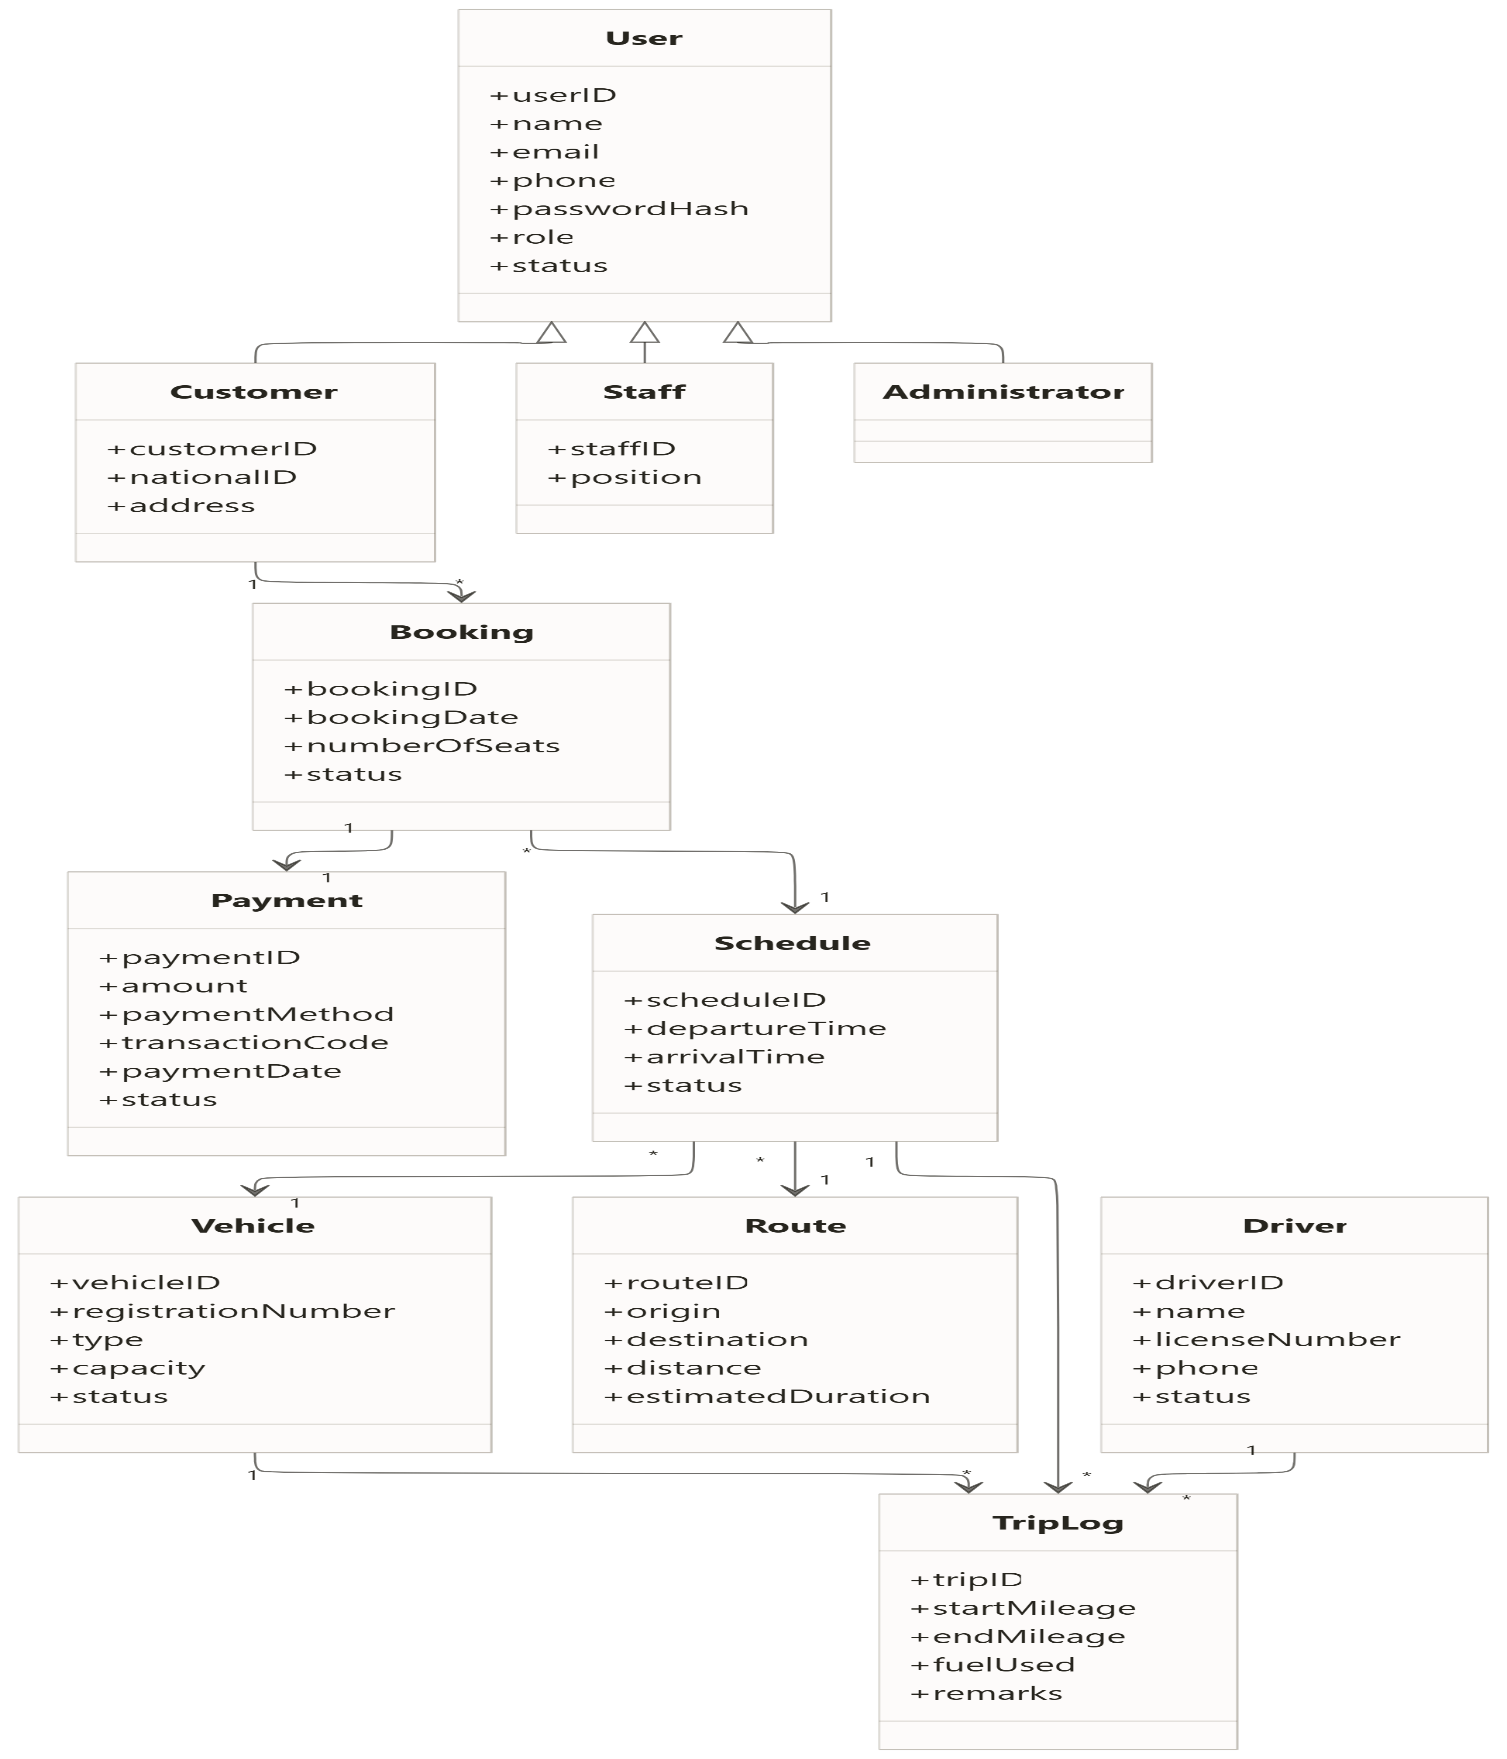 User
+userID
+name
+email
+phone
+passwordHash
+role
+status
Customer
+customerID
+nationalID
+address
Staff
+staffID
+position
Administrator
1
*
Booking
+bookingID
+bookingDate
+numberOfSeats
+status
1
*
1
1
Payment
+paymentID
+amount
+paymentMethod
+transactionCode
+paymentDate
+status
Schedule
+scheduleID
+departureTime
+arrivalTime
+status
*
*
1
1
1
Vehicle
+vehicleID
+registrationNumber
+type
+capacity
+status
Route
+routeID
+origin
+destination
+distance
+estimatedDuration
Driver
+driverID
+name
+licenseNumber
+phone
+status
1
1
*
*
*
TripLog
+tripID
+startMileage
+endMileage
+fuelUsed
+remarks